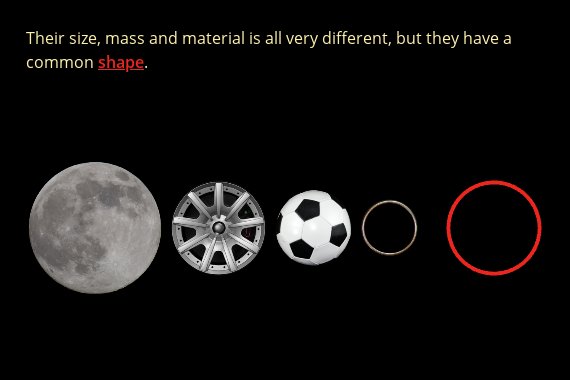 Their size, mass and material is all very different, but they have a
common shape.